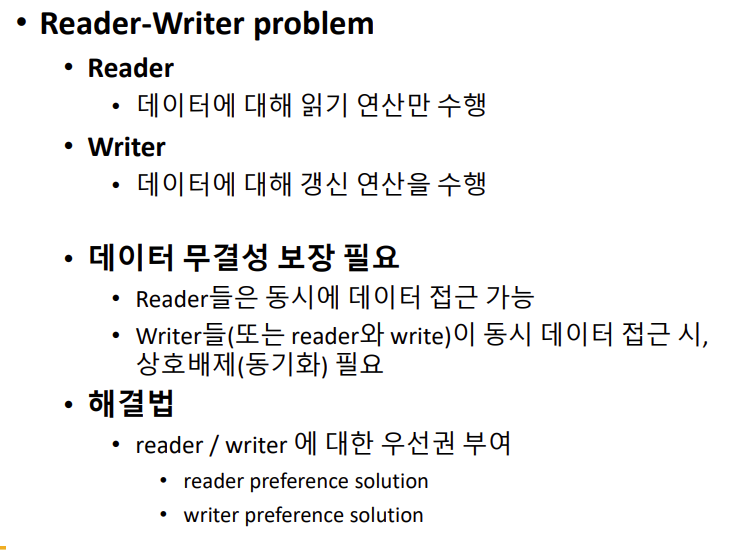 • Reader-Writer problem
• Reader
• 데이터에 대해 읽기 연산만 수행
• Writer
• 데이터에 대해 갱신 연산을 수행
• 데이터 무결성 보장 필요
• Reader들은 동시에 데이터 접근 가능
• Writer들(또는 reader와 write)이 동시 데이터 접근 시,
상호배제(동기화) 필요
• 해결법
• reader / writer 에 대한 우선권 부여
• reader preference solution
• writer preference solution